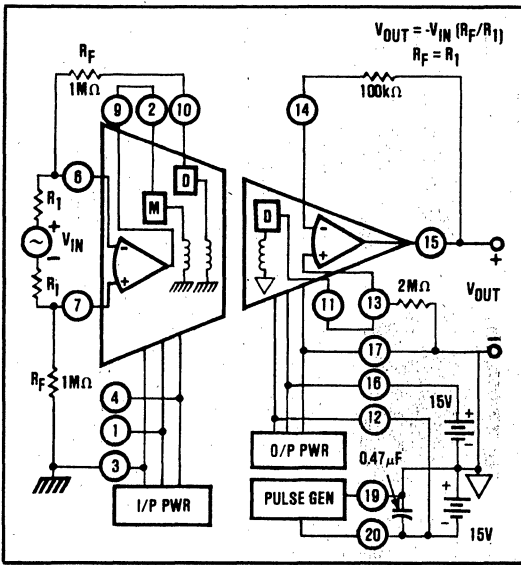 V_OUT = -V_IN (R_F/R_1)
R_F = R_1
R_F
1MΩ
100kΩ
9
2
10
14
6
D
M
D
R_1
+
-
V_IN
R_1
-
+
-
+
15
+
7
11
13
2MΩ
V_OUT
17
-
R_F
1MΩ
4
16
15V
+
-
1
12
3
O/P PWR
0.47µF
I/P PWR
PULSE GEN
19
+
-
20
15V